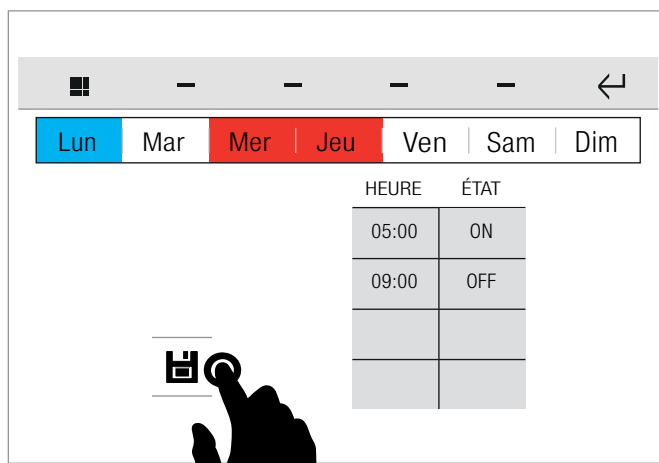 Lun Mar Mer Jeu Ven Sam Dim
HEURE ÉTAT
05:00 ON
09:00 OFF